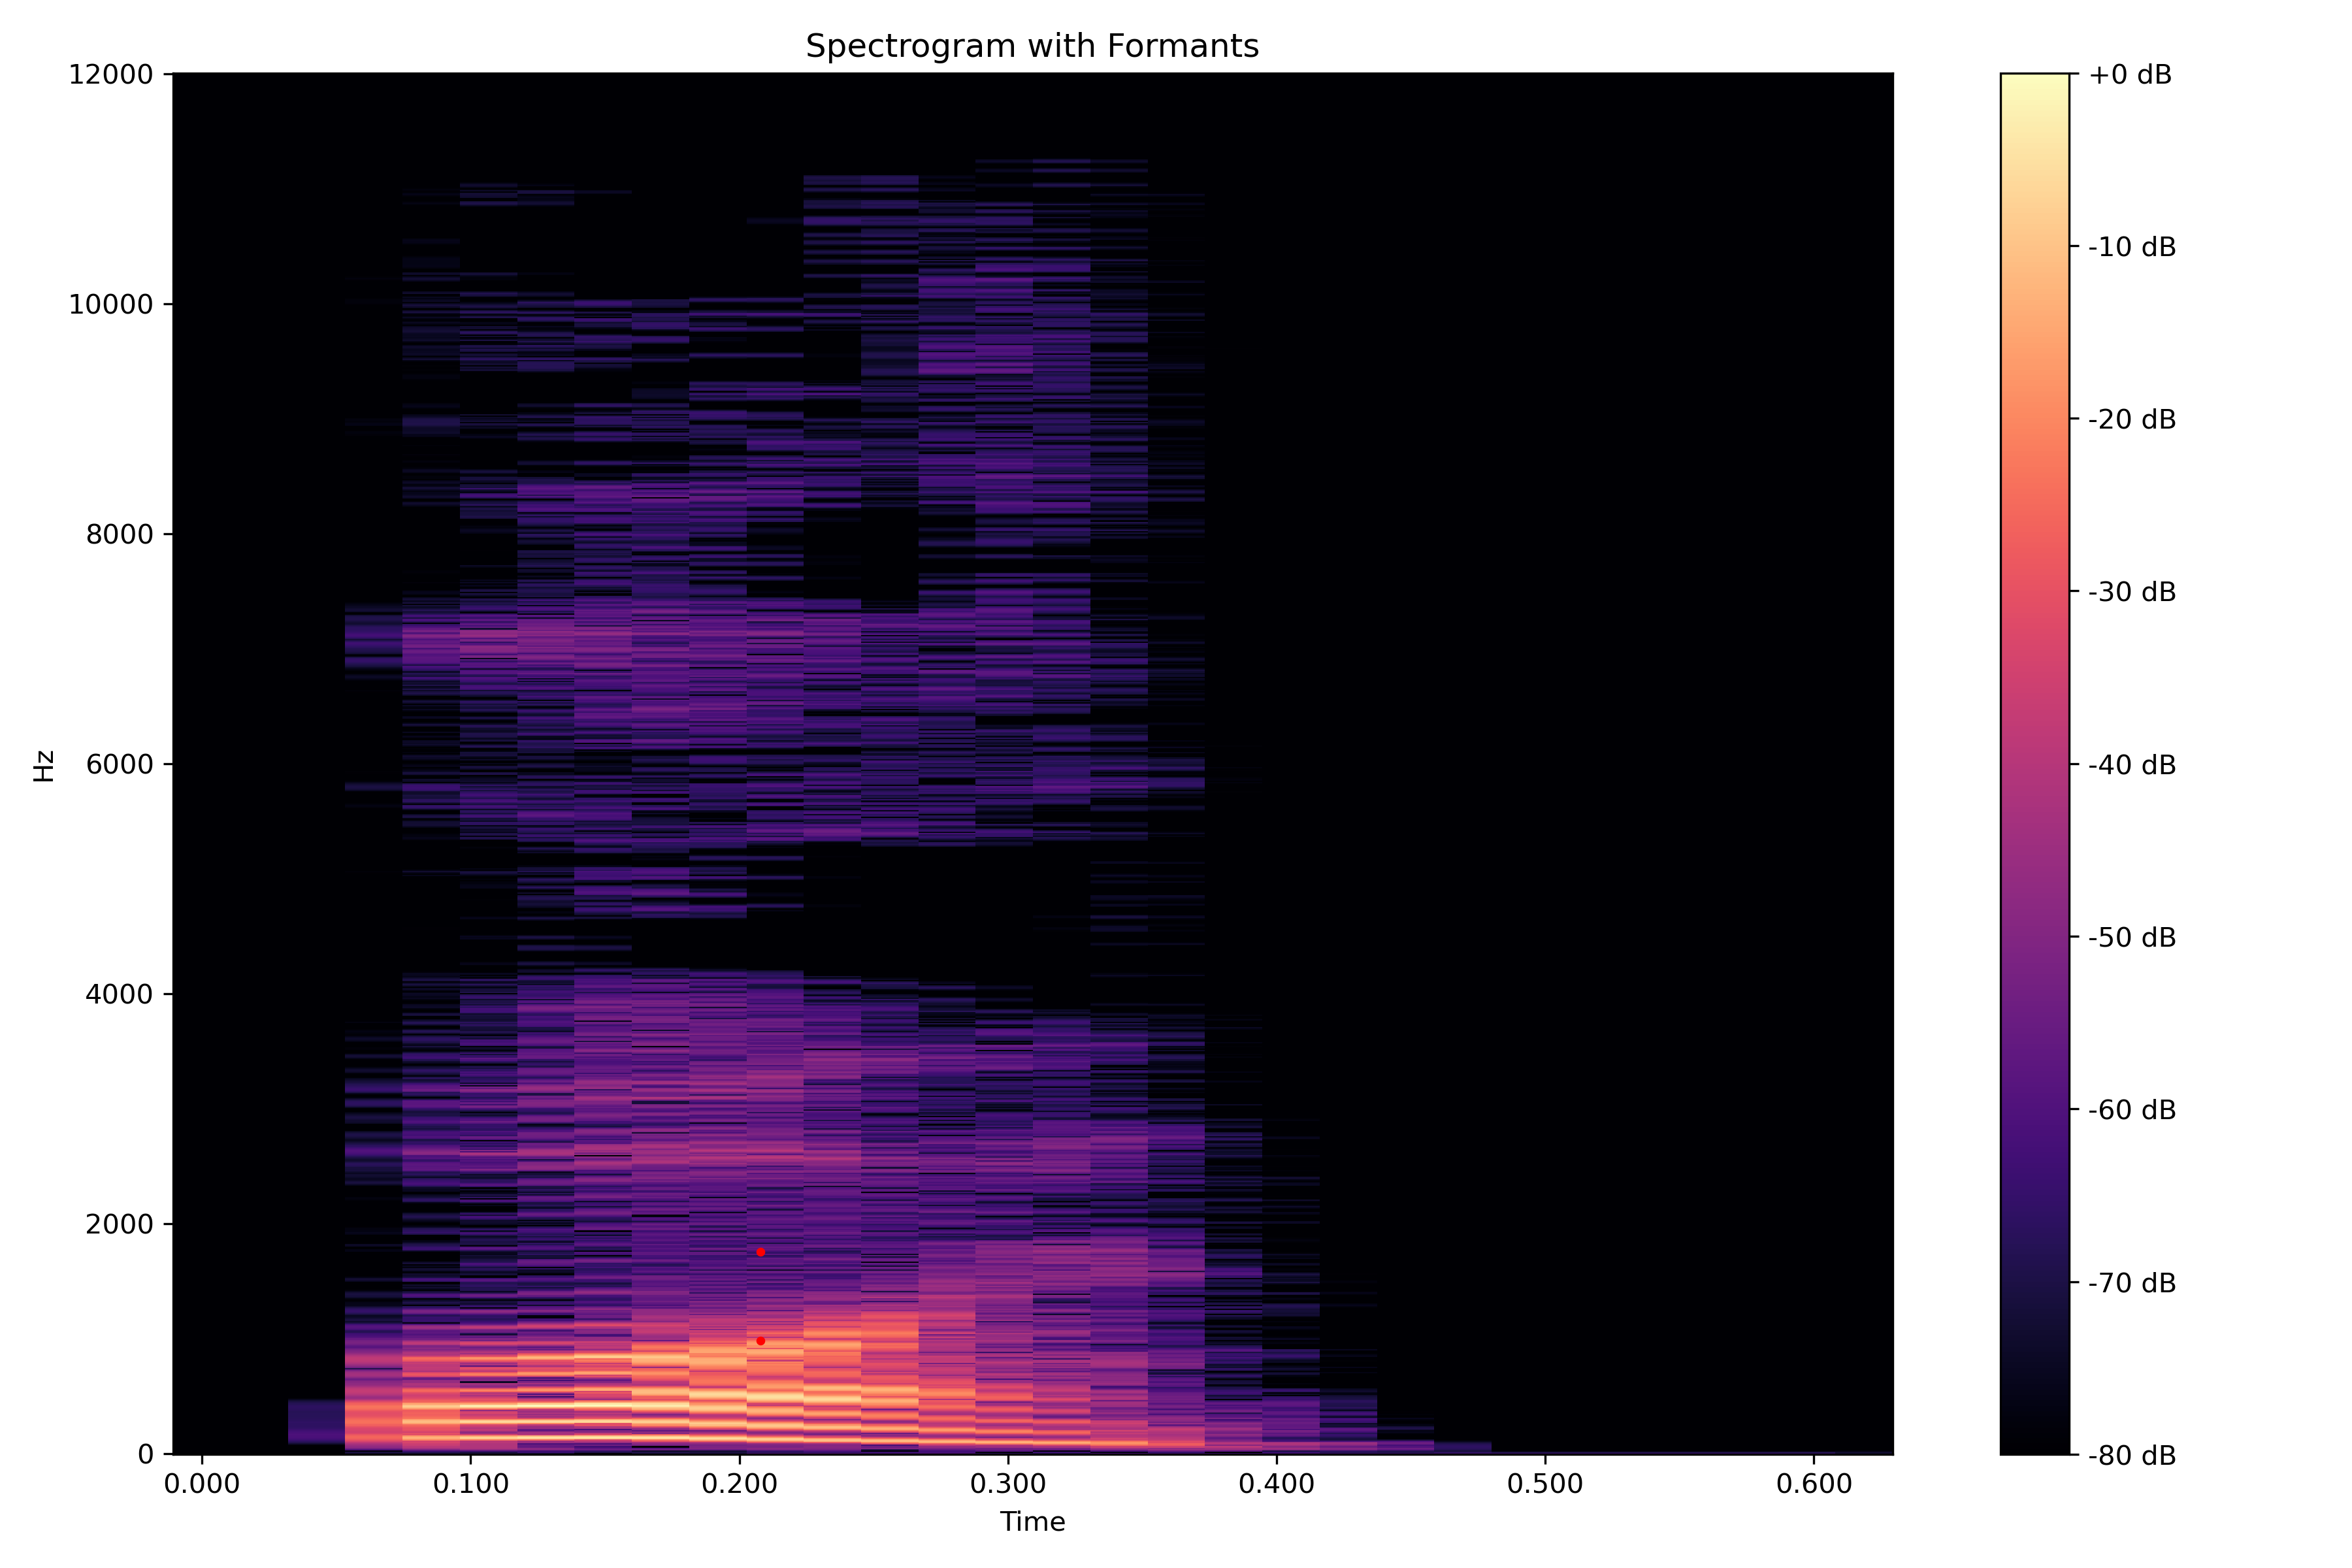 Spectrogram with Formants
12000
10000
8000
6000
4000
2000
0
Hz
0.000 0.100 0.200 0.300 0.400 0.500 0.600
Time
+0 dB
-10 dB
-20 dB
-30 dB
-40 dB
-50 dB
-60 dB
-70 dB
-80 dB